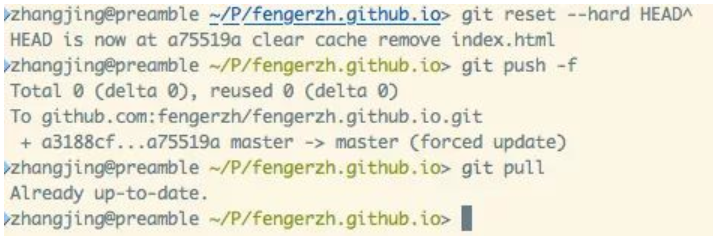 zhangjing@preamble ~/P/fengerzh.github.io> git reset --hard HEAD^
HEAD is now at a75519a clear cache remove index.html
zhangjing@preamble ~/P/fengerzh.github.io> git push -f
Total 0 (delta 0), reused 0 (delta 0)
To github.com:fengerzh/fengerzh.github.io.git
 + a3188cf...a75519a master -> master (forced update)
zhangjing@preamble ~/P/fengerzh.github.io> git pull
Already up-to-date.
zhangjing@preamble ~/P/fengerzh.github.io>